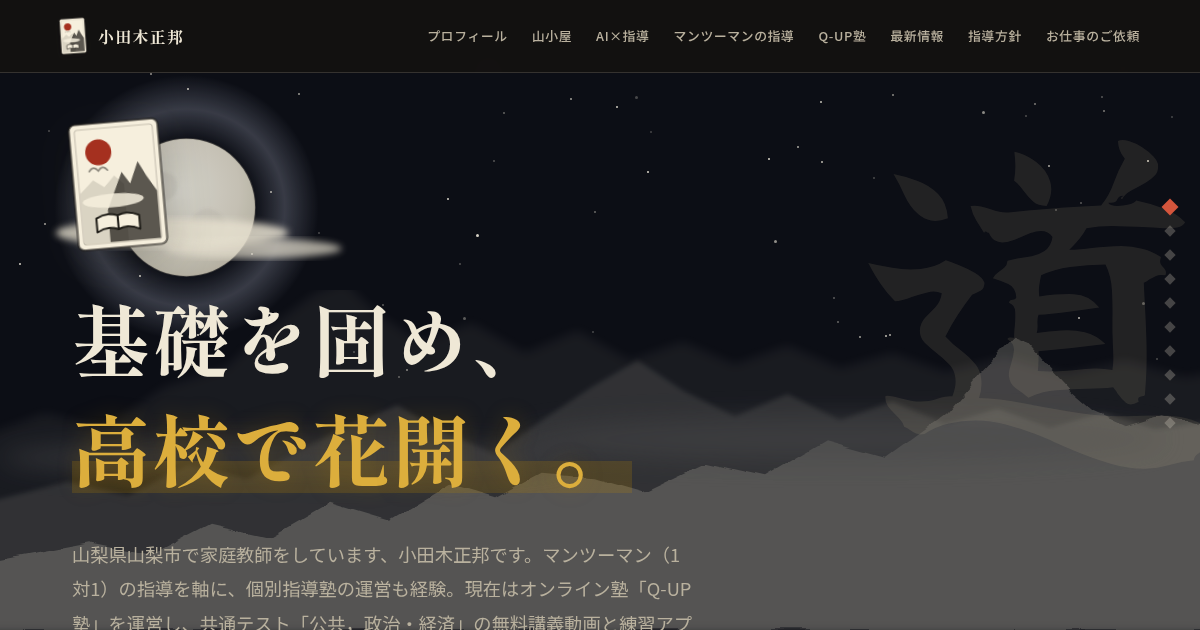 小田木正邦
プロフィール
山小屋
AI×指導
マンツーマンの指導
Q-UP塾
最新情報
指導方針
お仕事のご依頼
道
基礎を固め、
高校で花開く。
山梨県山梨市で家庭教師をしています、小田木正邦です。マンツーマン（1
対1）の指導を軸に、個別指導塾の運営も経験。現在はオンライン塾「Q-UP
塾」を運営し、共通テスト「公共，政治・経済」の無料講義動画と練習アプ